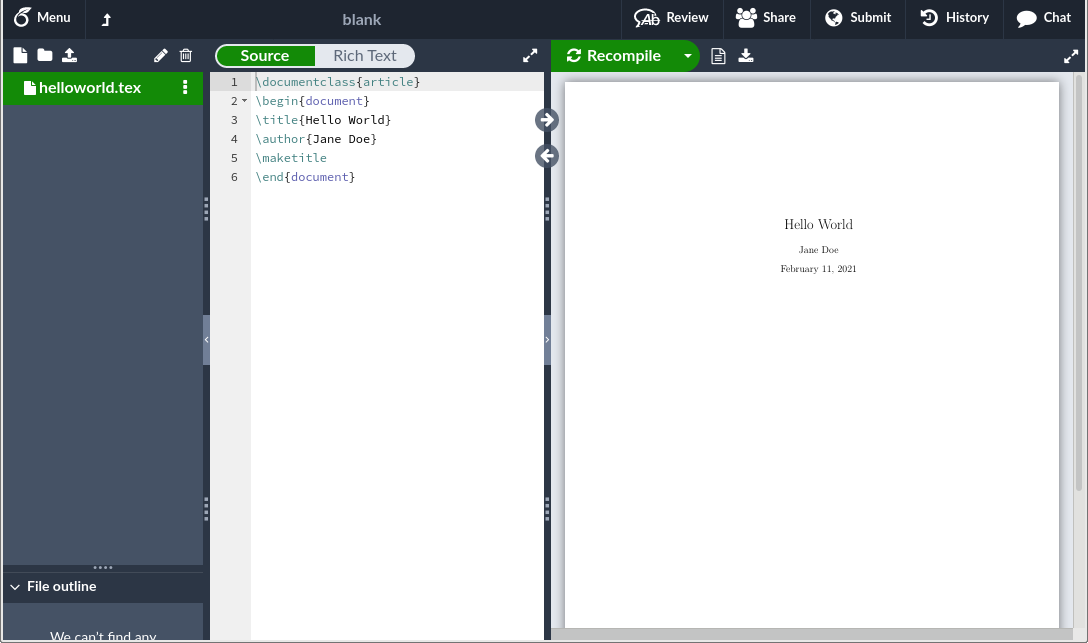 Menu
blank
Review
Share
Submit
History
Chat
Source
Rich Text
Recompile
helloworld.tex
1 \documentclass{article}
2 \begin{document}
3 \title{Hello World}
4 \author{Jane Doe}
5 \maketitle
6 \end{document}
Hello World
Jane Doe
February 11, 2021
File outline
We can't find any